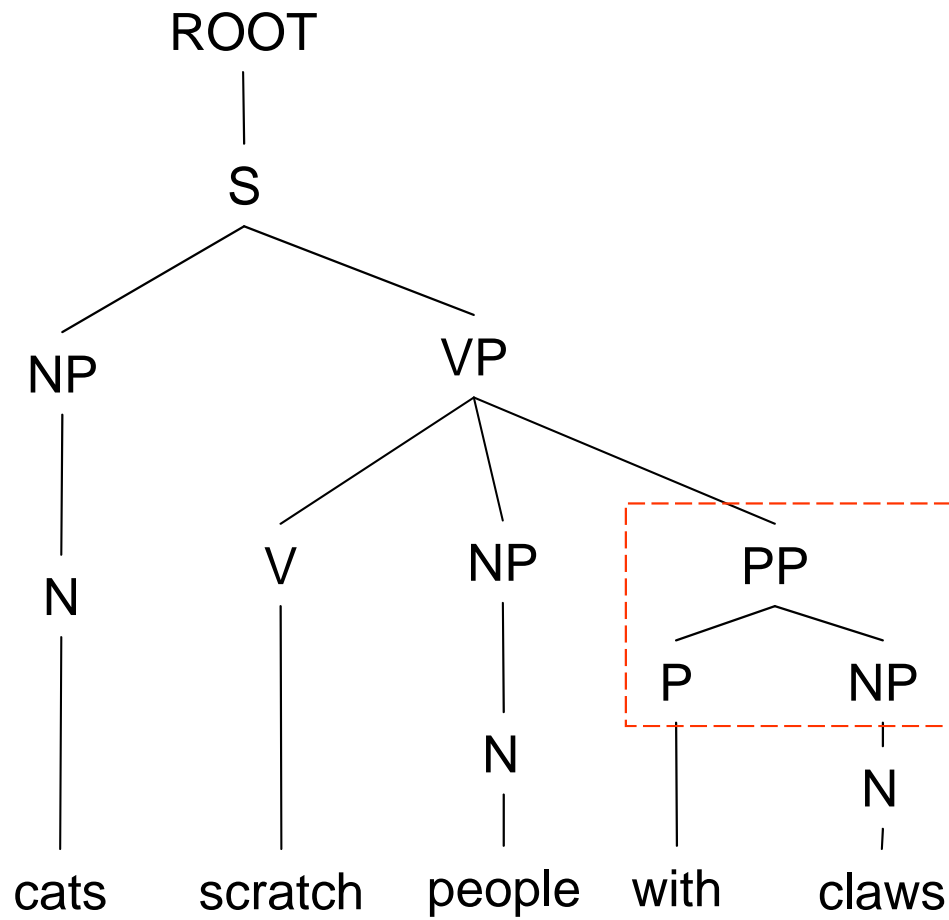 ROOT
S
NP VP
V NP PP
N P NP
N N
cats scratch people with claws